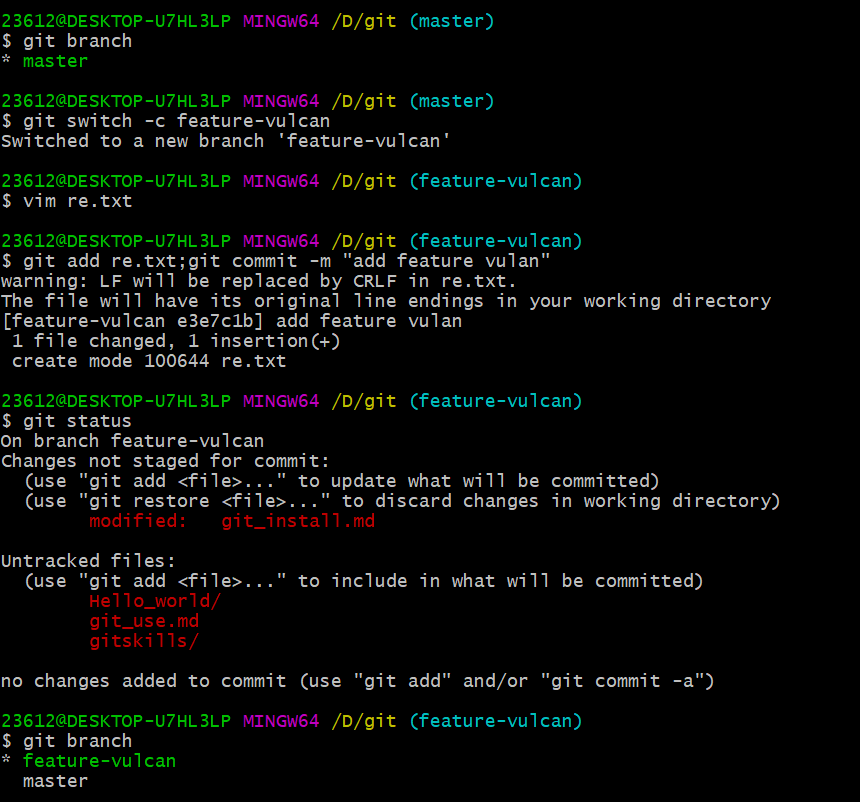 23612@DESKTOP-U7HL3LP MINGW64 /D/git (master)
$ git branch
* master
23612@DESKTOP-U7HL3LP MINGW64 /D/git (master)
$ git switch -c feature-vulcan
Switched to a new branch 'feature-vulcan'
23612@DESKTOP-U7HL3LP MINGW64 /D/git (feature-vulcan)
$ vim re.txt
23612@DESKTOP-U7HL3LP MINGW64 /D/git (feature-vulcan)
$ git add re.txt;git commit -m "add feature vulan"
warning: LF will be replaced by CRLF in re.txt.
The file will have its original line endings in your working directory
[feature-vulcan e3e7c1b] add feature vulan
 1 file changed, 1 insertion(+)
 create mode 100644 re.txt
23612@DESKTOP-U7HL3LP MINGW64 /D/git (feature-vulcan)
$ git status
On branch feature-vulcan
Changes not staged for commit:
  (use "git add <file>..." to update what will be committed)
  (use "git restore <file>..." to discard changes in working directory)
        modified:   git_install.md
Untracked files:
  (use "git add <file>..." to include in what will be committed)
        Hello_world/
        git_use.md
        gitskills/
no changes added to commit (use "git add" and/or "git commit -a")
23612@DESKTOP-U7HL3LP MINGW64 /D/git (feature-vulcan)
$ git branch
* feature-vulcan
  master